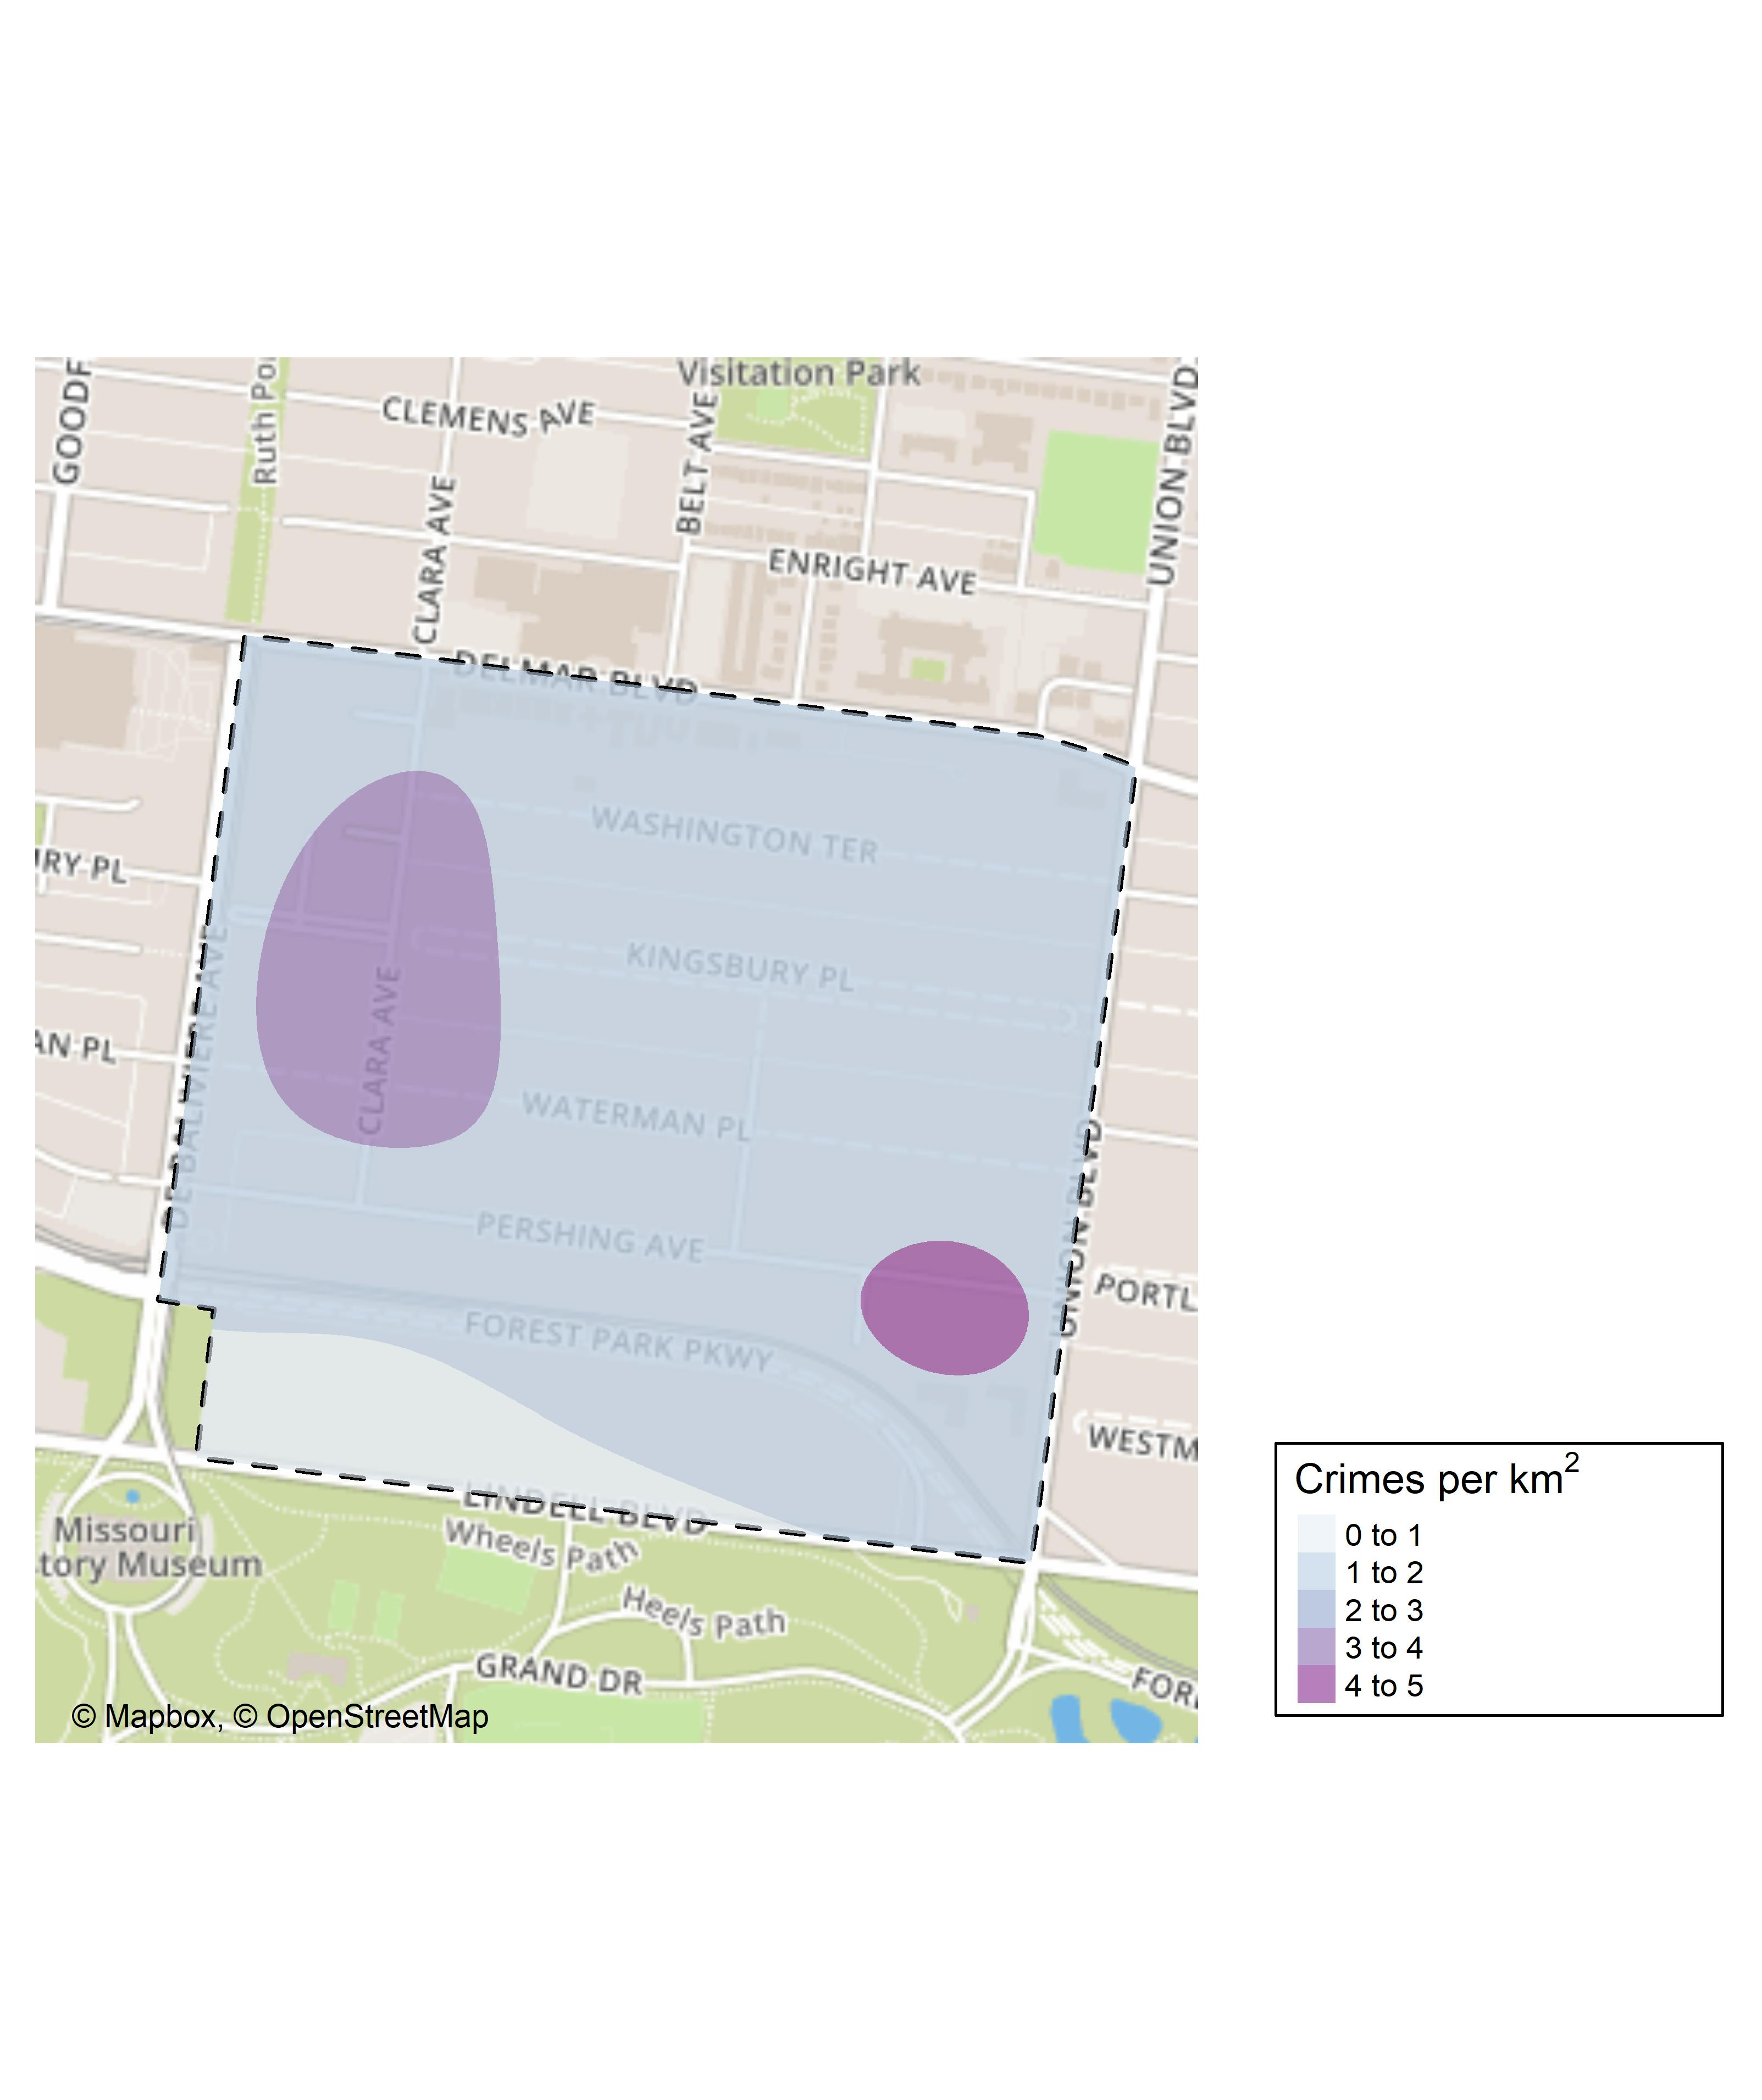 Visitation Park
GOODF
Ruth Po
CLEMENS AVE
BELT AVE
UNION BLVD
CLARA AVE
ENRIGHT AVE
DELMAR BLVD
WASHINGTON TER
IRY PL
KINGSBURY PL
DEBALIVIERE AVE
CLARA AVE
AN PL
WATERMAN PL
UNION BLVD
PERSHING AVE
PORTL
FOREST PARK PKWY
WESTM
LINDELL BLVD
Wheels Path
Missouri
tory Museum
Heels Path
GRAND DR
FOR
© Mapbox, © OpenStreetMap
Crimes per km²
0 to 1
1 to 2
2 to 3
3 to 4
4 to 5